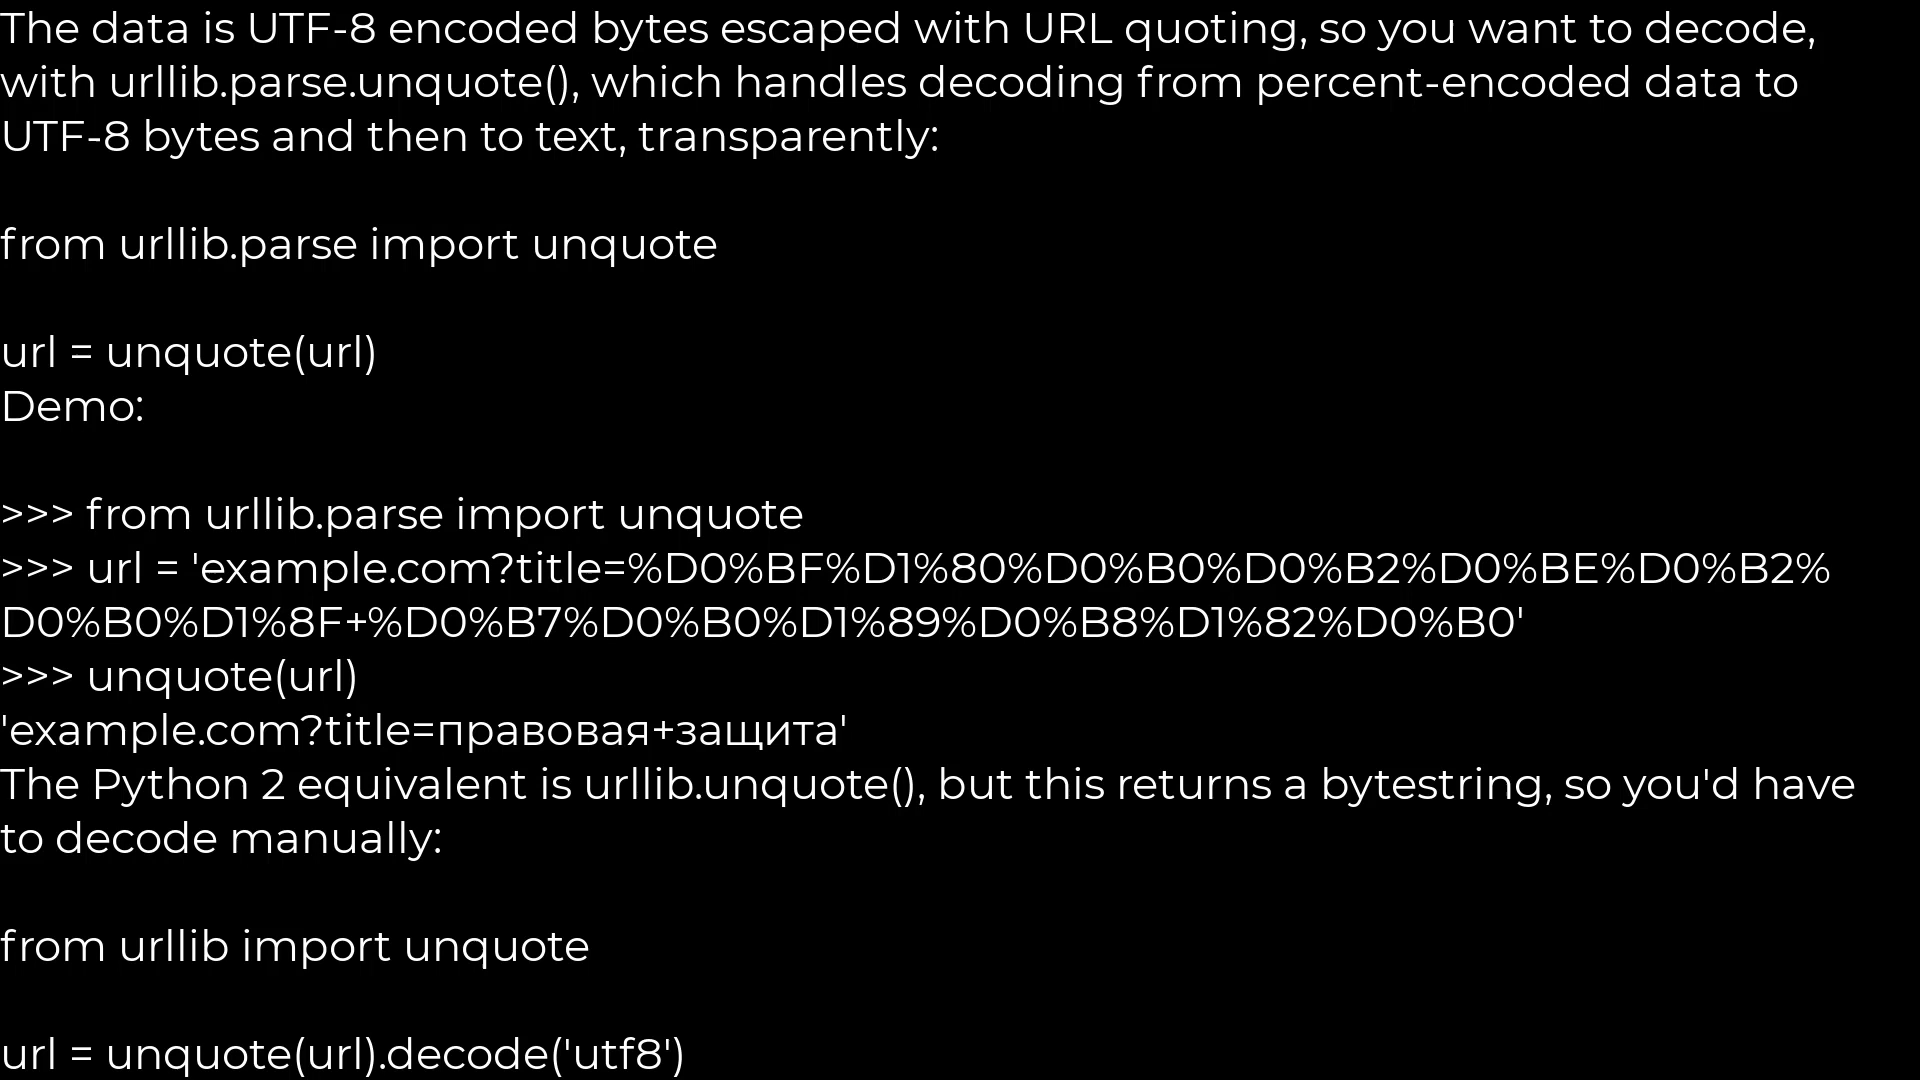 The data is UTF-8 encoded bytes escaped with URL quoting, so you want to decode,
with urllib.parse.unquote(), which handles decoding from percent-encoded data to
UTF-8 bytes and then to text, transparently:
from urllib.parse import unquote
url = unquote(url)
Demo:
>>> from urllib.parse import unquote
>>> url = 'example.com?title=%D0%BF%D1%80%D0%B0%D0%B2%D0%BE%D0%B2%
D0%B0%D1%8F+%D0%B7%D0%B0%D1%89%D0%B8%D1%82%D0%B0'
>>> unquote(url)
'example.com?title=правовая+защита'
The Python 2 equivalent is urllib.unquote(), but this returns a bytestring, so you'd have
to decode manually:
from urllib import unquote
url = unquote(url).decode('utf8')